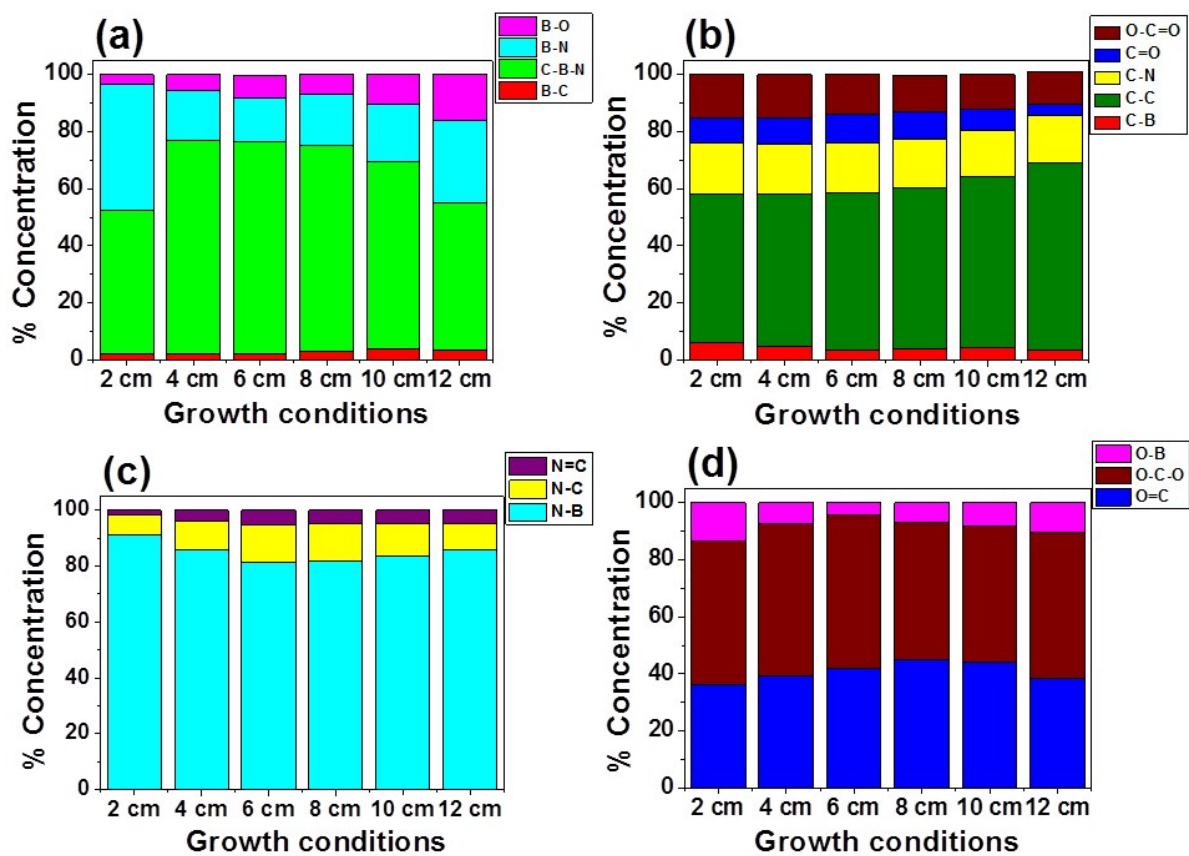 (a)
B-O
B-N
C-B-N
B-C
100
80
60
40
20
0
% Concentration
2 cm 4 cm 6 cm 8 cm 10 cm 12 cm
Growth conditions
(b)
O-C=O
C=O
C-N
C-C
C-B
100
80
60
40
20
0
% Concentration
2 cm 4 cm 6 cm 8 cm 10 cm 12 cm
Growth conditions
(c)
N=C
N-C
N-B
100
80
60
40
20
0
% Concentration
2 cm 4 cm 6 cm 8 cm 10 cm 12 cm
Growth conditions
(d)
O-B
O-C-O
O=C
100
80
60
40
20
0
% Concentration
2 cm 4 cm 6 cm 8 cm 10 cm 12 cm
Growth conditions